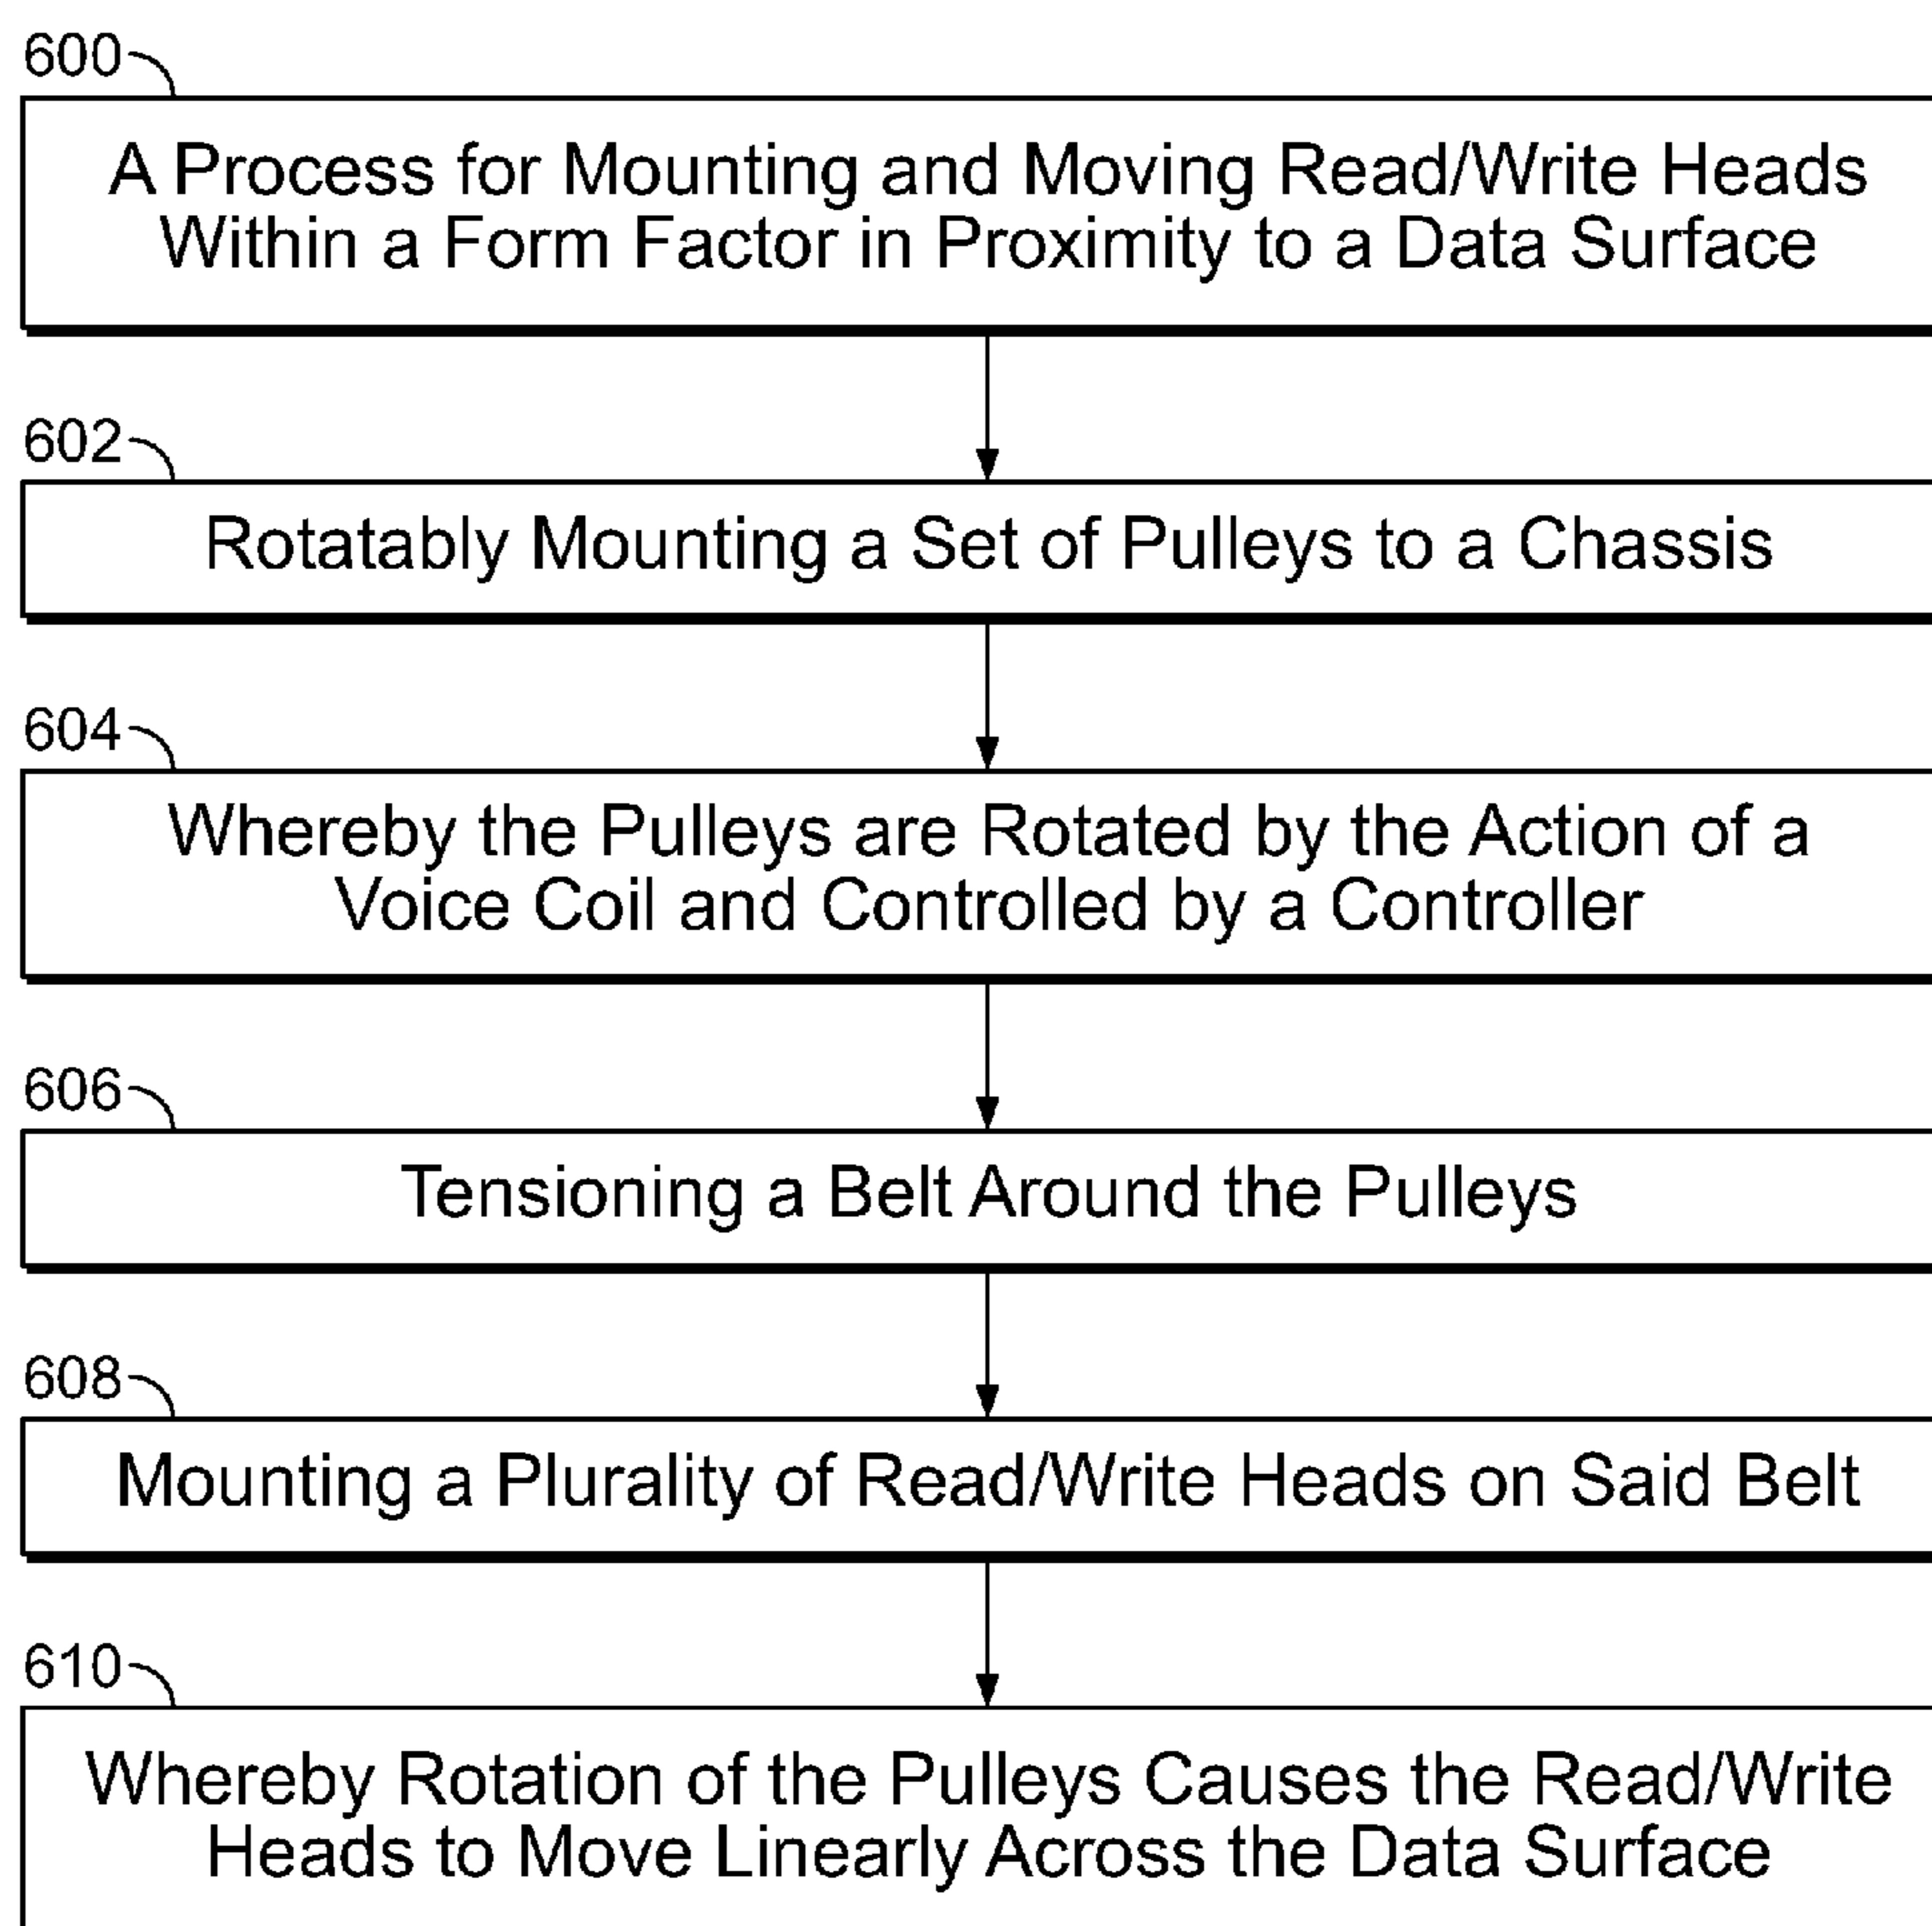 600
A Process for Mounting and Moving Read/Write Heads
Within a Form Factor in Proximity to a Data Surface
602
Rotatably Mounting a Set of Pulleys to a Chassis
604
Whereby the Pulleys are Rotated by the Action of a
Voice Coil and Controlled by a Controller
606
Tensioning a Belt Around the Pulleys
608
Mounting a Plurality of Read/Write Heads on Said Belt
610
Whereby Rotation of the Pulleys Causes the Read/Write
Heads to Move Linearly Across the Data Surface